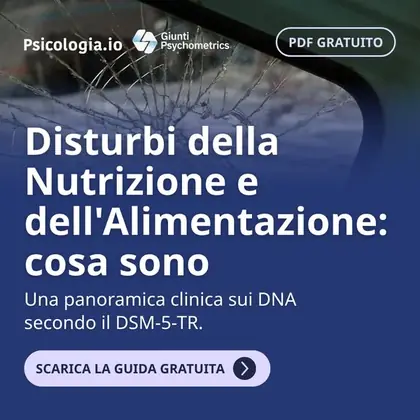 Psicologia.io
Giunti
Psychometrics
PDF GRATUITO
Disturbi della
Nutrizione e
dell'Alimentazione:
cosa sono
Una panoramica clinica sui DNA
secondo il DSM-5-TR.
SCARICA LA GUIDA GRATUITA